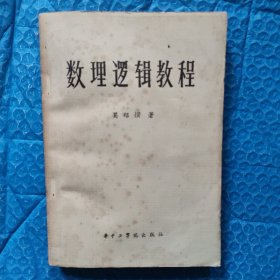 数理逻辑教程
莫绍揆 著
华中工学院出版社